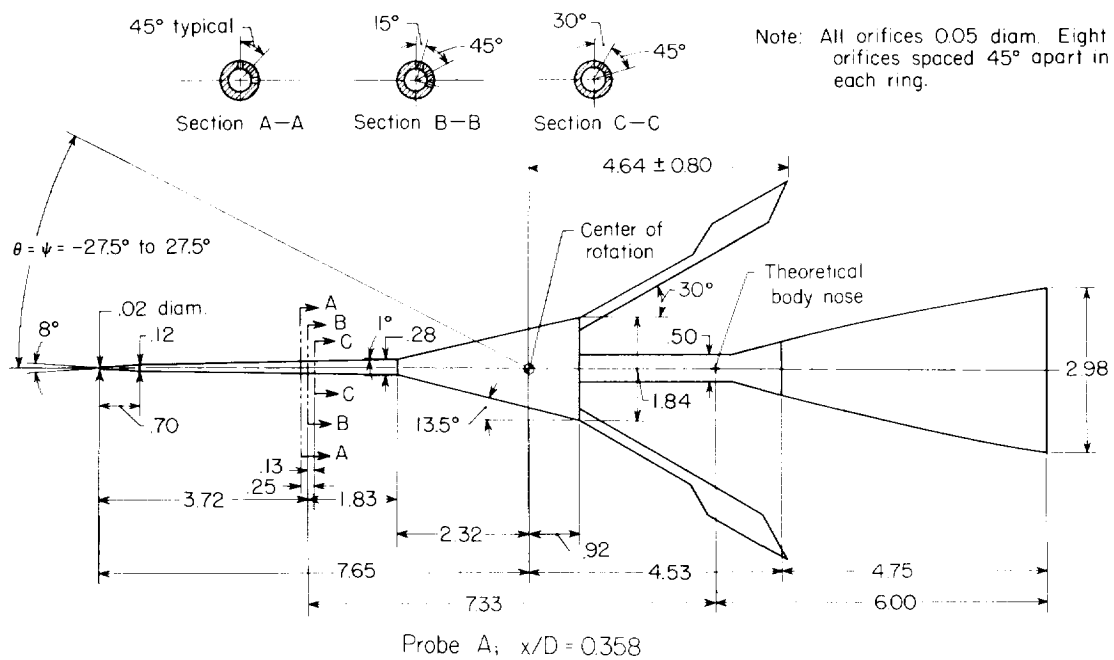 45° typical
15°
45°
30°
45°
Note: All orifices 0.05 diam. Eight
orifices spaced 45° apart in
each ring.
Section A–A
Section B–B
Section C–C
4.64 ± 0.80
Center of
rotation
θ = ψ = –27.5° to 27.5°
Theoretical
body nose
30°
A
.02 diam.
B
8°
.12
C
1°
.28
.50
2.98
C
1.84
.70
B
13.5°
A
.13
.25
3.72
1.83
2.32
.92
7.65
4.53
4.75
7.33
6.00
Probe A; x/D = 0.358